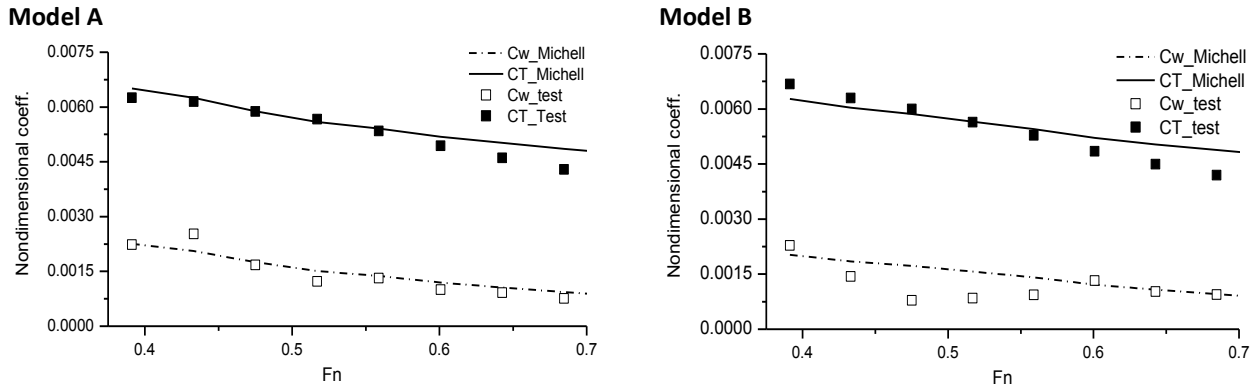 Model A
Nondimensional coeff.
0.0075
0.0060
0.0045
0.0030
0.0015
0.0000
0.4
0.5
0.6
0.7
Fn
Cw_Michell
CT_Michell
Cw_test
CT_Test
Model B
Nondimensional coeff.
0.0075
0.0060
0.0045
0.0030
0.0015
0.0000
0.4
0.5
0.6
0.7
Fn
Cw_Michell
CT_Michell
Cw_test
CT_test